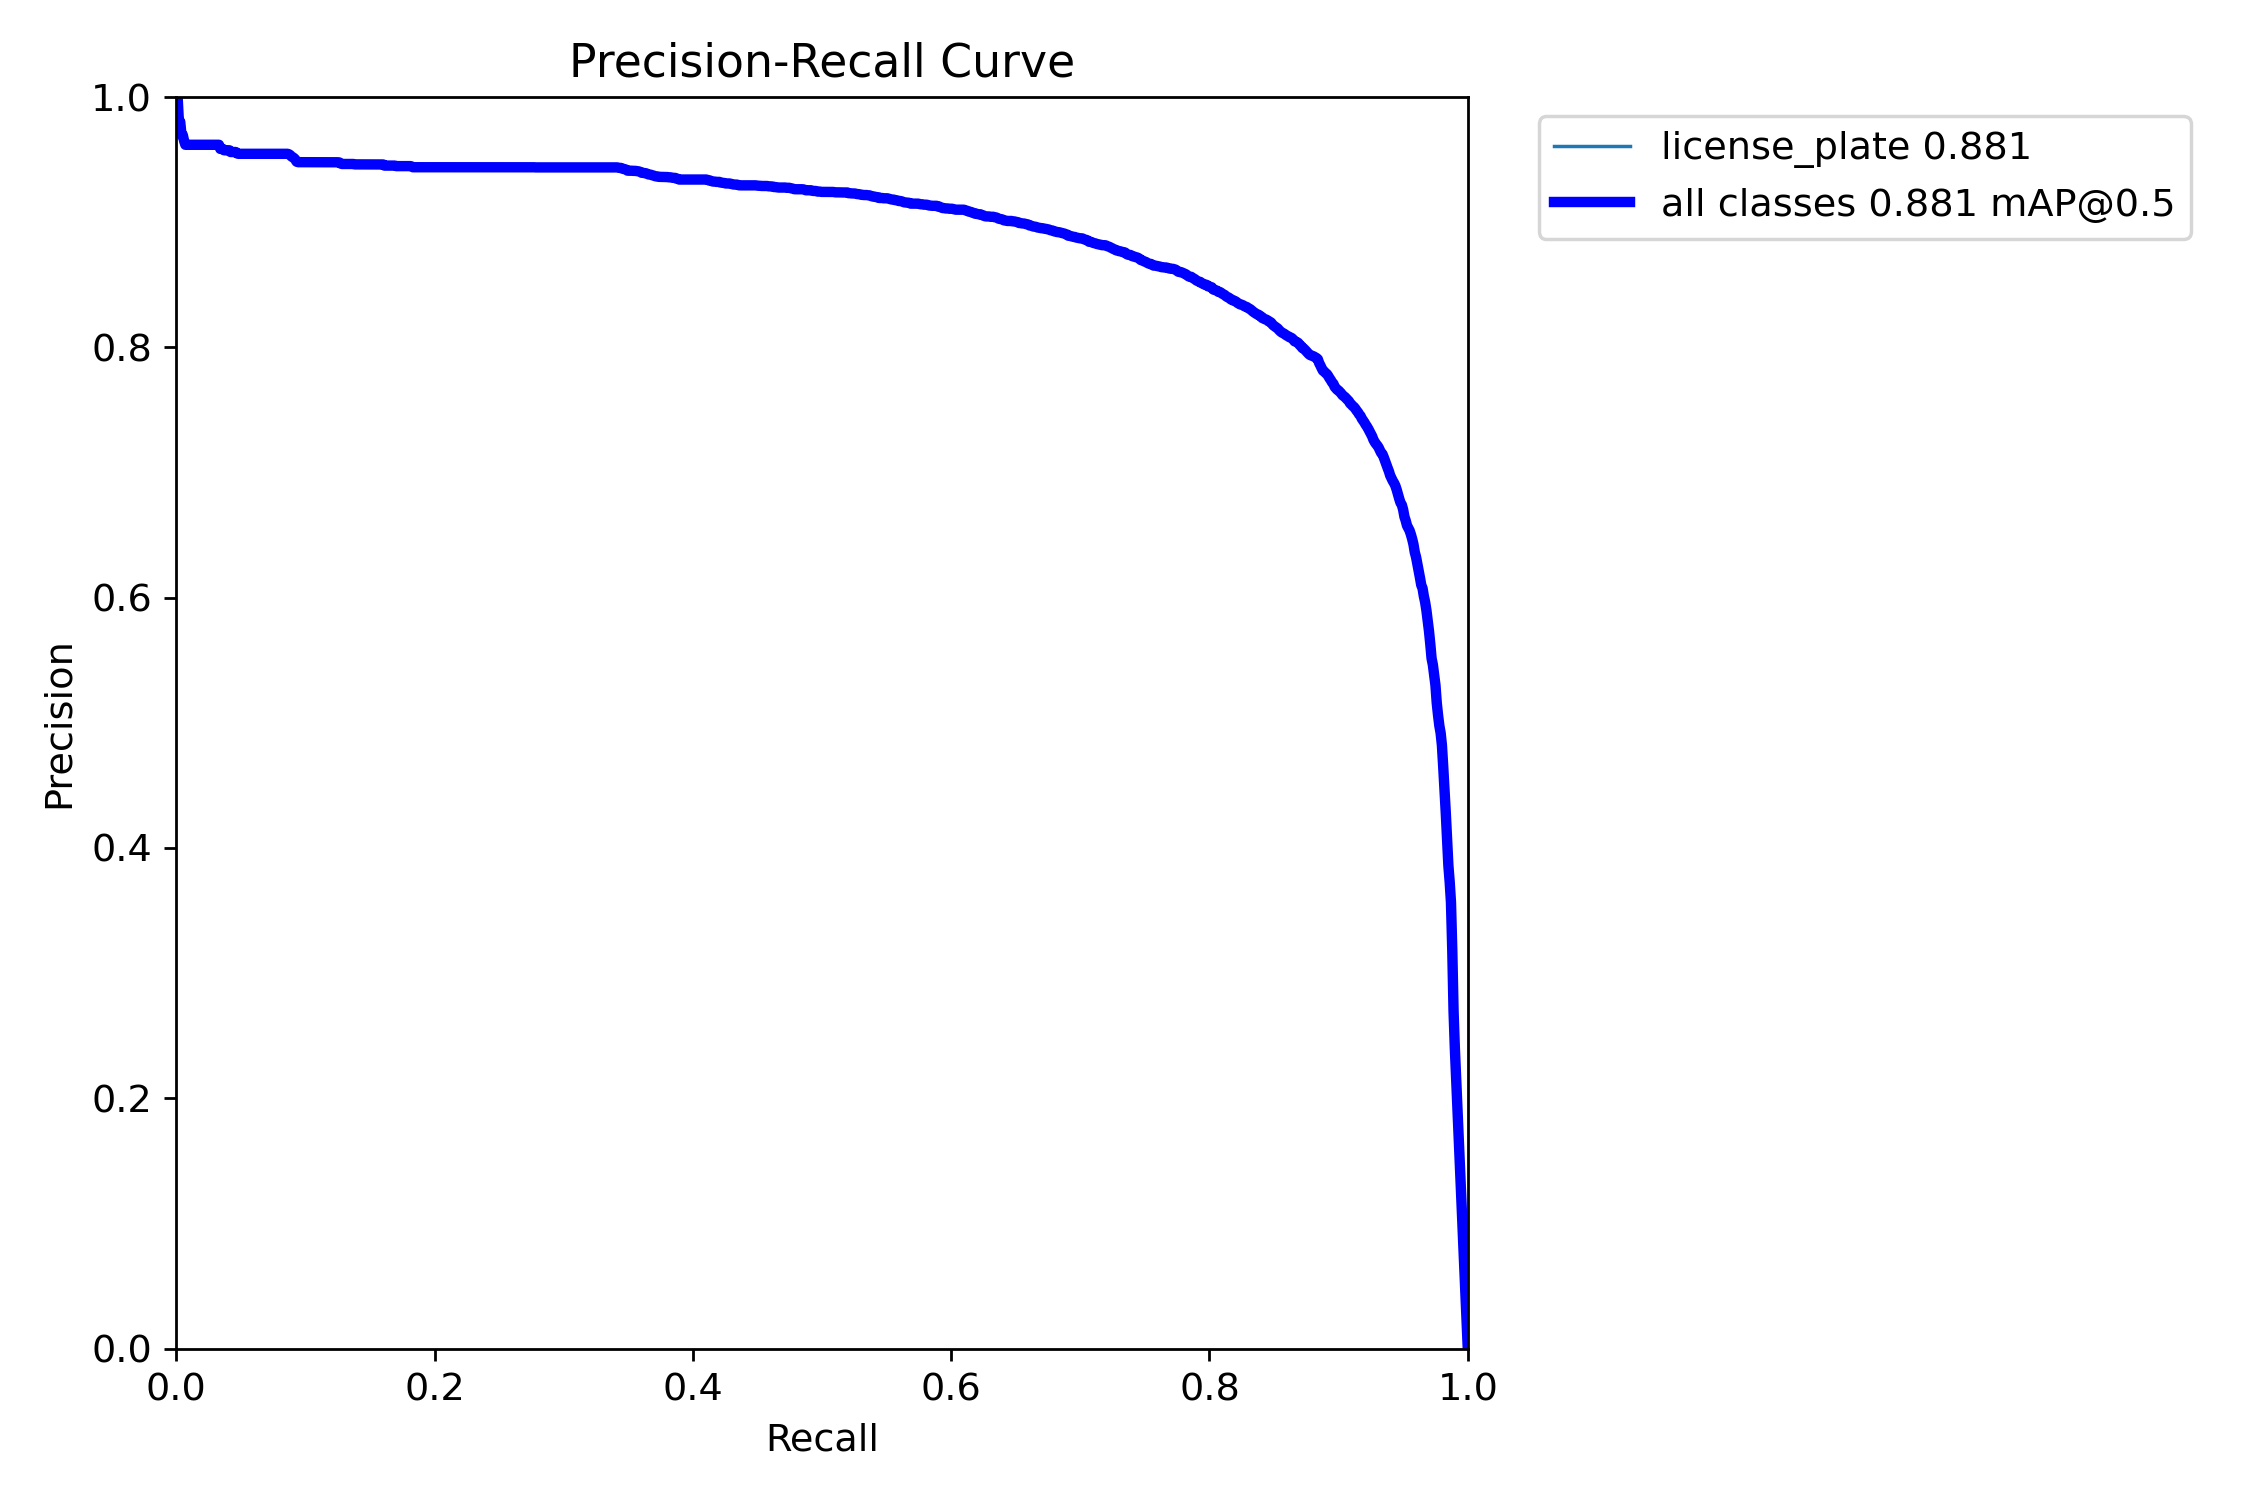 Precision-Recall Curve
license_plate 0.881
all classes 0.881 mAP@0.5
1.0
0.8
0.6
0.4
0.2
0.0
Precision
0.0 0.2 0.4 0.6 0.8 1.0
Recall